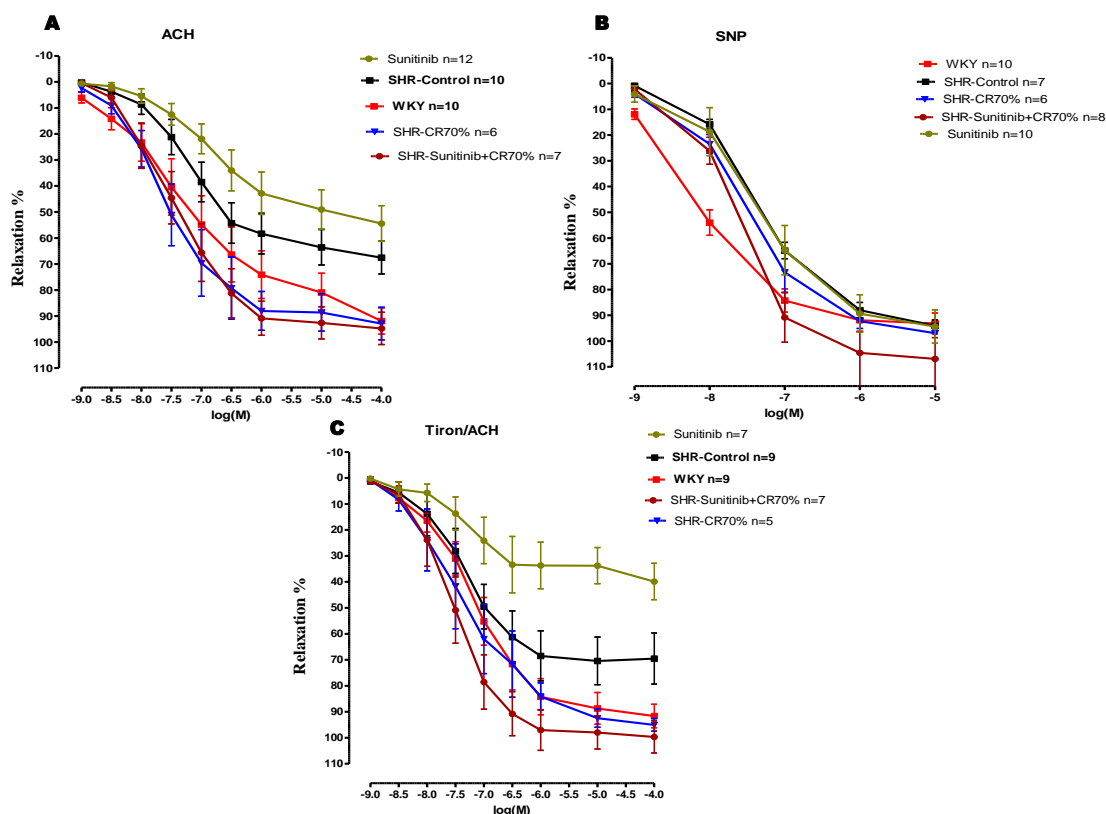 A
ACH
Sunitinib n=12
SHR-Control n=10
WKY n=10
SHR-CR70% n=6
SHR-Sunitinib+CR70% n=7
Relaxation %
-10
0
10
20
30
40
50
60
70
80
90
100
110
-9.0 -8.5 -8.0 -7.5 -7.0 -6.5 -6.0 -5.5 -5.0 -4.5 -4.0
log(M)
B
SNP
WKY n=10
SHR-Control n=7
SHR-CR70% n=6
SHR-Sunitinib+CR70% n=8
Sunitinib n=10
Relaxation %
-10
0
10
20
30
40
50
60
70
80
90
100
110
-9 -8 -7 -6 -5
log(M)
C
Tiron/ACH
Sunitinib n=7
SHR-Control n=9
WKY n=9
SHR-Sunitinib+CR70% n=7
SHR-CR70% n=5
Relaxation %
-10
0
10
20
30
40
50
60
70
80
90
100
110
-9.0 -8.5 -8.0 -7.5 -7.0 -6.5 -6.0 -5.5 -5.0 -4.5 -4.0
log(M)